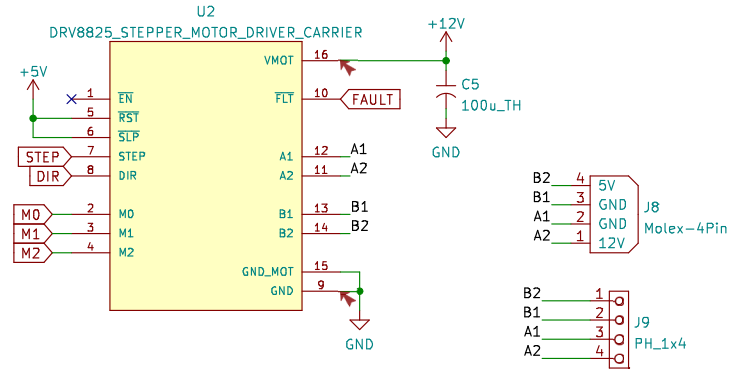 U2
DRV8825_STEPPER_MOTOR_DRIVER_CARRIER
+12V
VMOT 16
+5V
C5
100u_TH
1 EN
FLT 10 FAULT
5 RST
6 SLP
GND
STEP 7 STEP
A1 12 A1
DIR 8 DIR
A2 11 A2
M0 2 M0
B1 13 B1
M1 3 M1
B2 14 B2
M2 4 M2
GND_MOT 15
GND 9
GND
B2 4 5V
B1 3 GND
A1 2 GND
A2 1 12V
J8
Molex-4Pin
B2 1
B1 2
A1 3
A2 4
J9
PH_1x4